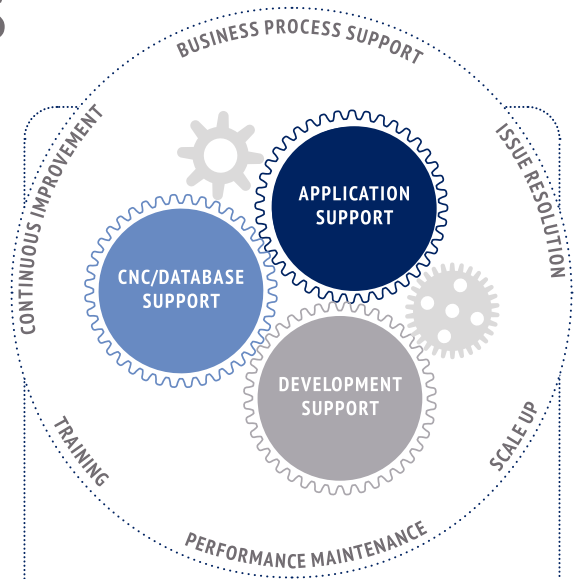 BUSINESS PROCESS SUPPORT
CONTINUOUS IMPROVEMENT
ISSUE RESOLUTION
APPLICATION
SUPPORT
CNC/DATABASE
SUPPORT
DEVELOPMENT
SUPPORT
TRAINING
SCALE UP
PERFORMANCE MAINTENANCE